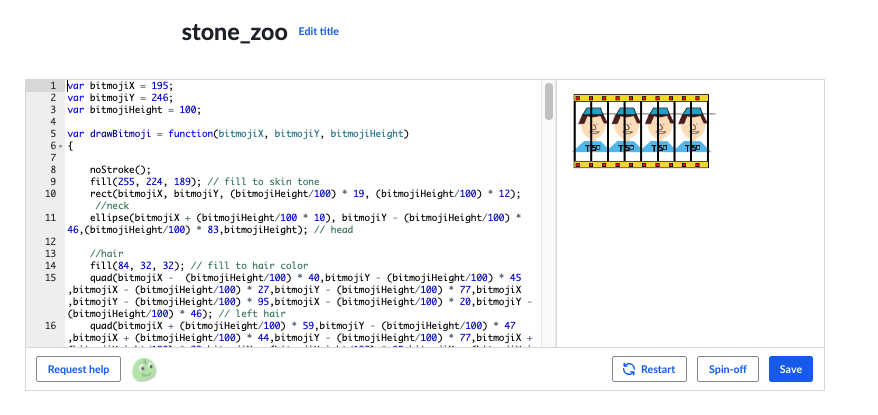 stone_zoo Edit title
1 var bitmojiX = 195;
2 var bitmojiY = 246;
3 var bitmojiHeight = 100;
4
5 var drawBitmoji = function(bitmojiX, bitmojiY, bitmojiHeight)
6 {
7
8 noStroke();
9 fill(255, 224, 189); // fill to skin tone
10 rect(bitmojiX, bitmojiY, (bitmojiHeight/100) * 19, (bitmojiHeight/100) * 12);
//neck
11 ellipse(bitmojiX + (bitmojiHeight/100 * 10), bitmojiY - (bitmojiHeight/100) *
46,(bitmojiHeight/100) * 83,bitmojiHeight); // head
12
13 //hair
14 fill(84, 32, 32); // fill to hair color
15 quad(bitmojiX - (bitmojiHeight/100) * 40,bitmojiY - (bitmojiHeight/100) * 45
,bitmojiX - (bitmojiHeight/100) * 27,bitmojiY - (bitmojiHeight/100) * 77,bitmojiX
,bitmojiY - (bitmojiHeight/100) * 95,bitmojiX - (bitmojiHeight/100) * 20,bitmojiY -
(bitmojiHeight/100) * 46); // left hair
16 quad(bitmojiX + (bitmojiHeight/100) * 59,bitmojiY - (bitmojiHeight/100) * 47
,bitmojiX + (bitmojiHeight/100) * 44,bitmojiY - (bitmojiHeight/100) * 77,bitmojiX +
Request help Restart Spin-off Save